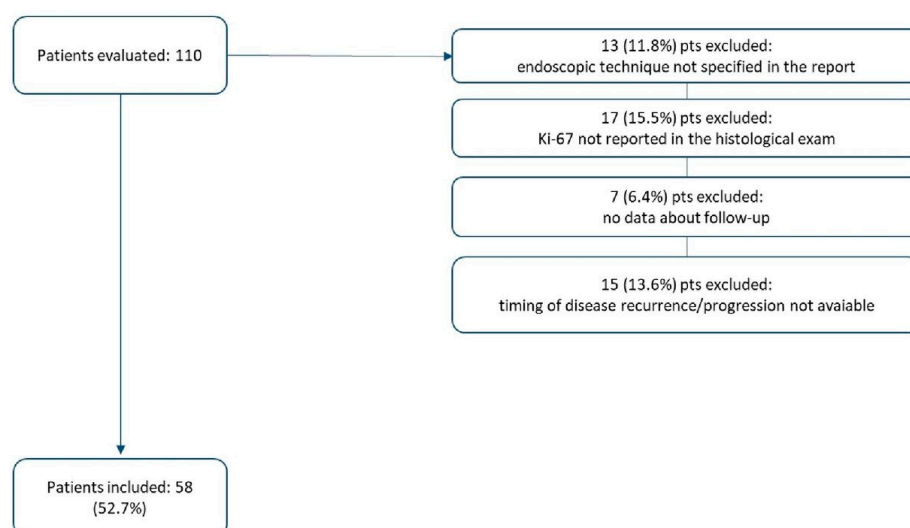 Patients evaluated: 110
13 (11.8%) pts excluded:
endoscopic technique not specified in the report
17 (15.5%) pts excluded:
Ki-67 not reported in the histological exam
7 (6.4%) pts excluded:
no data about follow-up
15 (13.6%) pts excluded:
timing of disease recurrence/progression not avaiable
Patients included: 58
(52.7%)